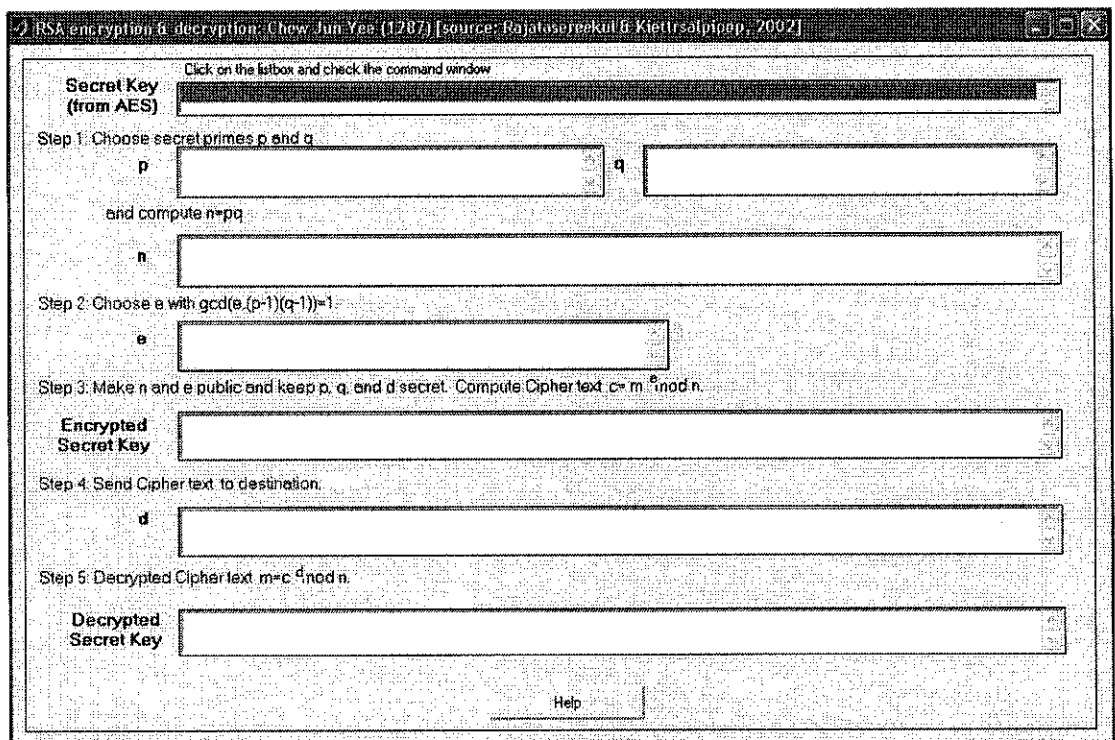 RSA encryption & decryption: Chew Jun Yee (1287) [source: Rajatasereekul & 2002]
Click on the listbox and check the command window
Secret Key
(from AES)
Step 1: Choose secret primes p and q
p q
and compute n=pq
n
Step 2: Choose e with gcd(e,(p-1)(q-1))=1.
e
Step 3: Make n and e public and keep p, q, and d secret. Compute Cipher text c= m e mod n.
Encrypted
Secret Key
Step 4: Send Cipher text to destination.
d
Step 5: Decrypted Cipher text m=c d mod n.
Decrypted
Secret Key
Help